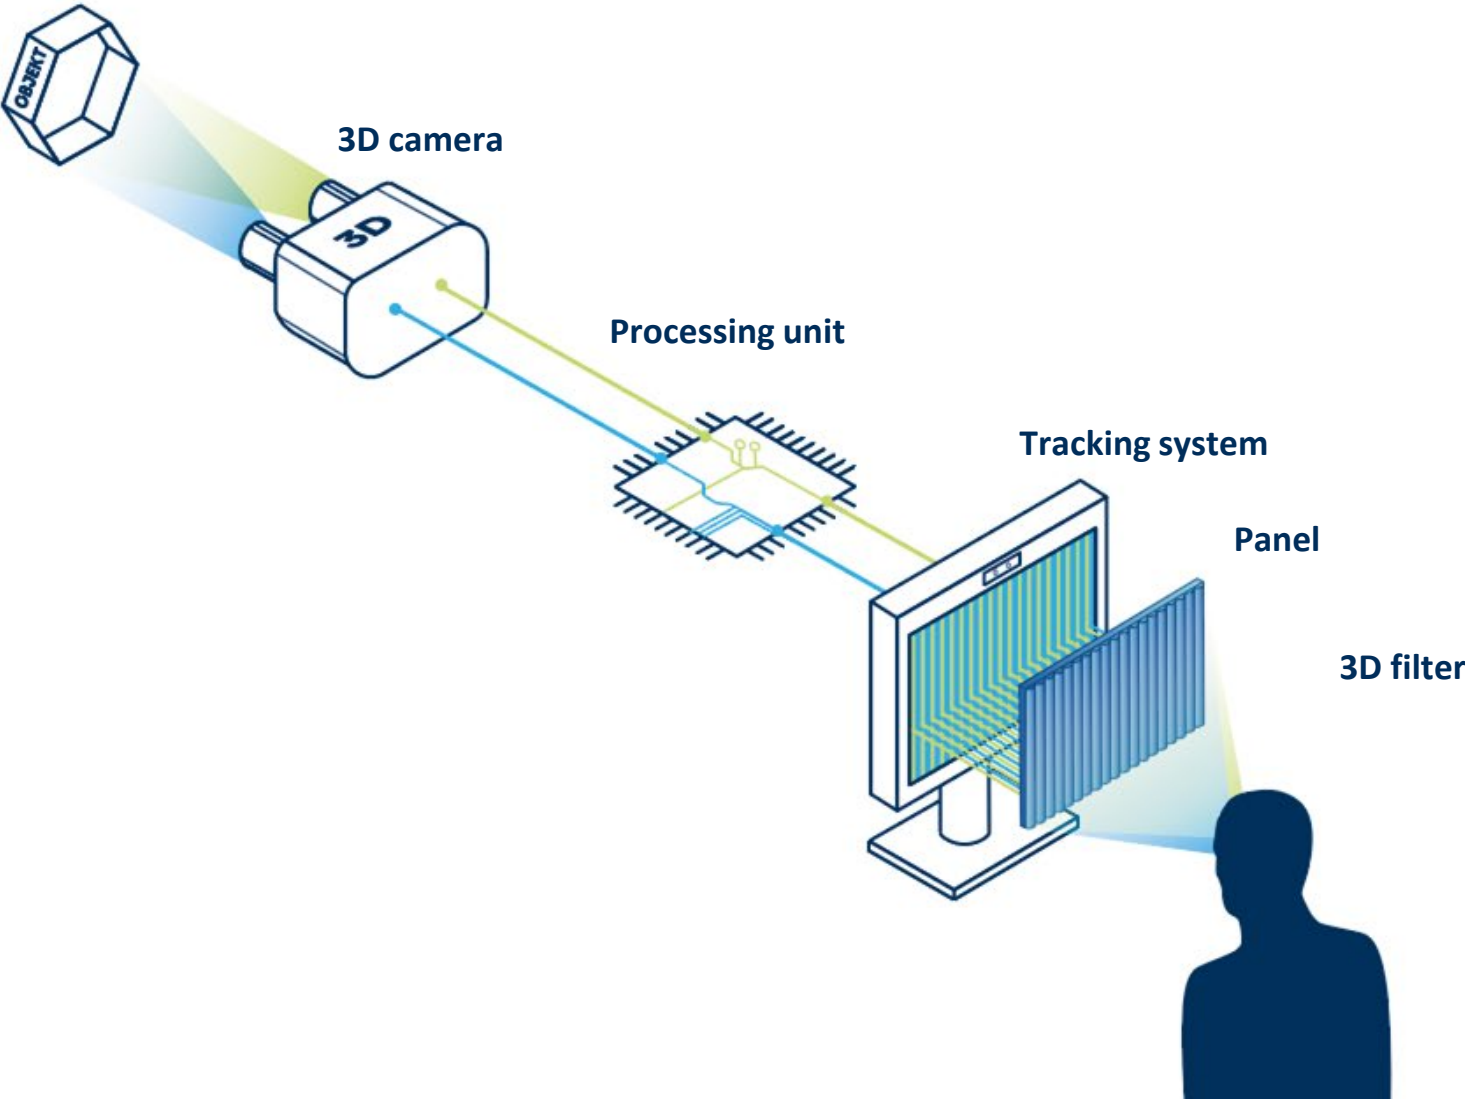 OBJEKT
3D camera
3D
Processing unit
Tracking system
Panel
3D filter